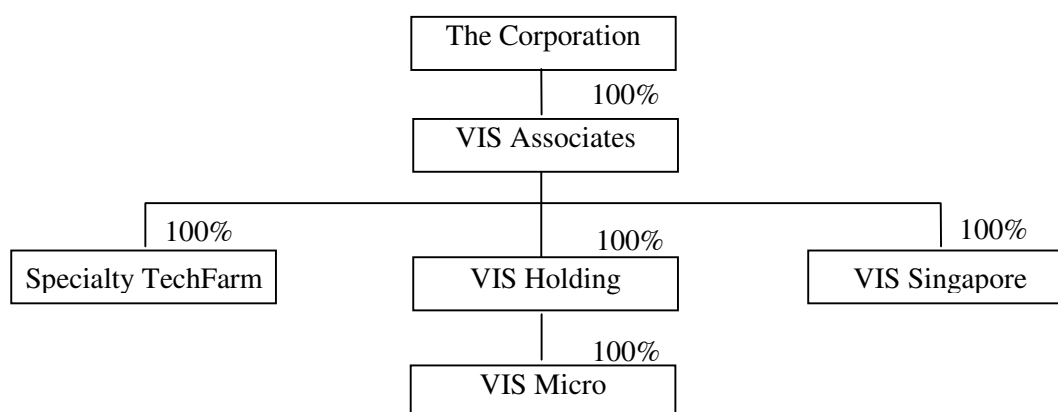 The Corporation
100%
VIS Associates
100%
100%
100%
Specialty TechFarm
VIS Holding
VIS Singapore
100%
VIS Micro